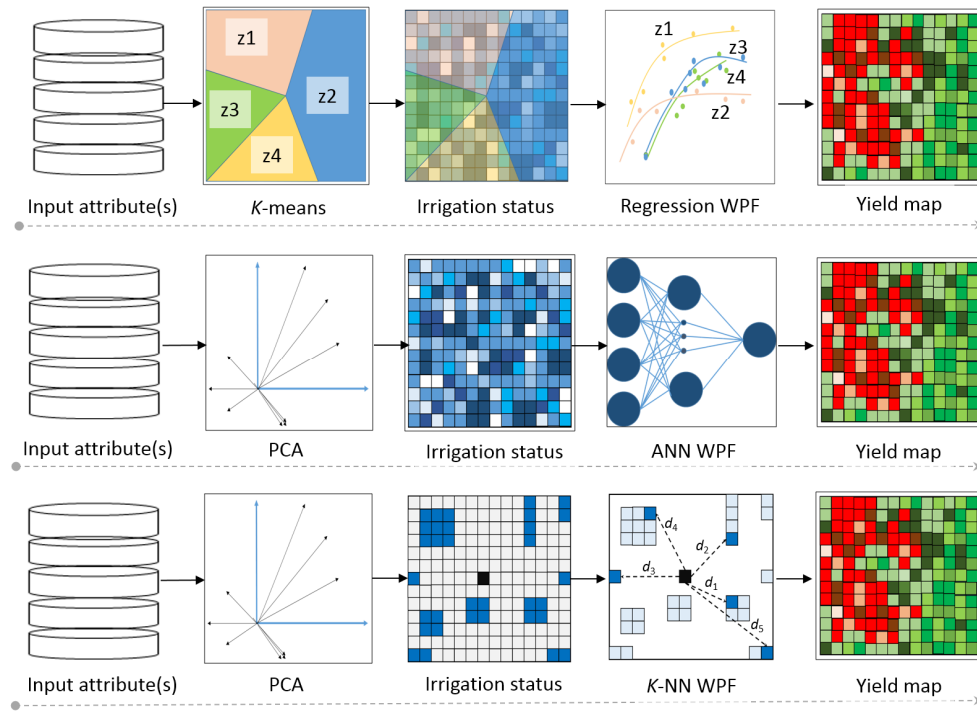 z1
z2
z3
z4
z1
z3
z4
z2
Input attribute(s)
K-means
Irrigation status
Regression WPF
Yield map
Input attribute(s)
PCA
Irrigation status
ANN WPF
Yield map
d4
d2
d3
d1
d5
Input attribute(s)
PCA
Irrigation status
K-NN WPF
Yield map